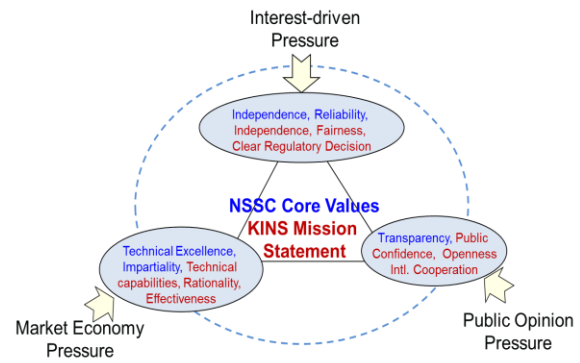 Interest-driven
Pressure
Independence, Reliability,
Independence, Fairness,
Clear Regulatory Decision
NSSC Core Values
KINS Mission
Statement
Technical Excellence,
Impartiality, Technical
capabilities, Rationality,
Effectiveness
Transparency, Public
Confidence, Openness
Intl. Cooperation
Market Economy
Pressure
Public Opinion
Pressure